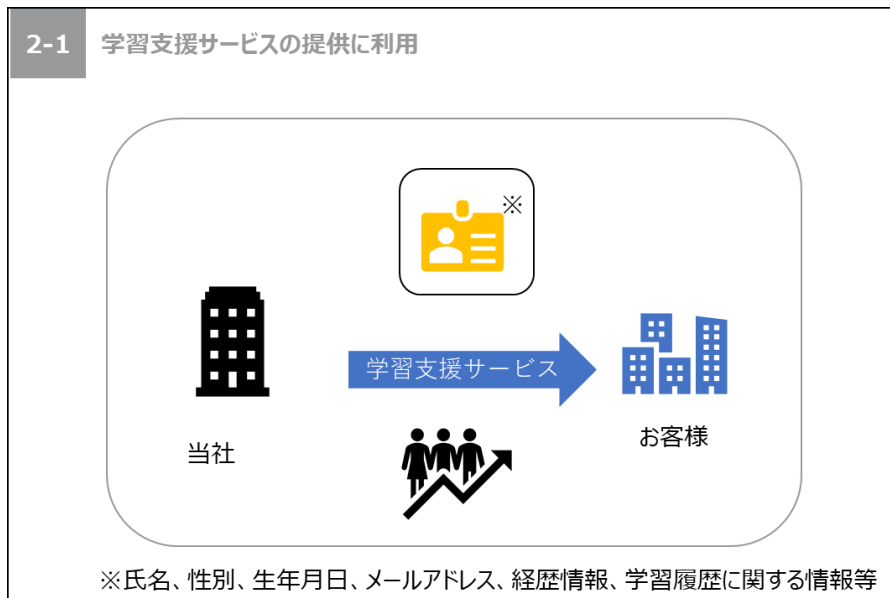 2-1 学習支援サービスの提供に利用
※
学習支援サービス
当社
お客様
※氏名、性別、生年月日、メールアドレス、経歴情報、学習履歴に関する情報等